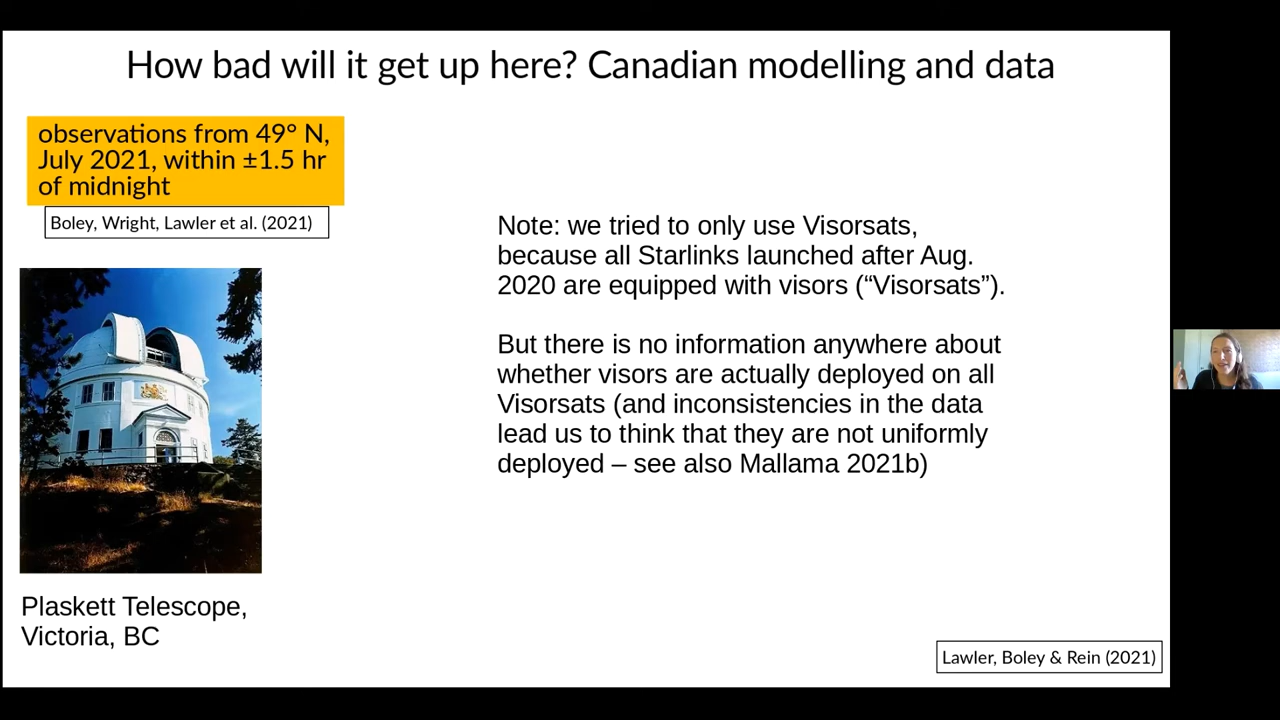 How bad will it get up here? Canadian modelling and data
observations from 49° N,
July 2021, within ±1.5 hr
of midnight
Boley, Wright, Lawler et al. (2021)
Note: we tried to only use Visorsats,
because all Starlinks launched after Aug.
2020 are equipped with visors (“Visorsats”).
But there is no information anywhere about
whether visors are actually deployed on all
Visorsats (and inconsistencies in the data
lead us to think that they are not uniformly
deployed – see also Mallama 2021b)
Plaskett Telescope,
Victoria, BC
Lawler, Boley & Rein (2021)